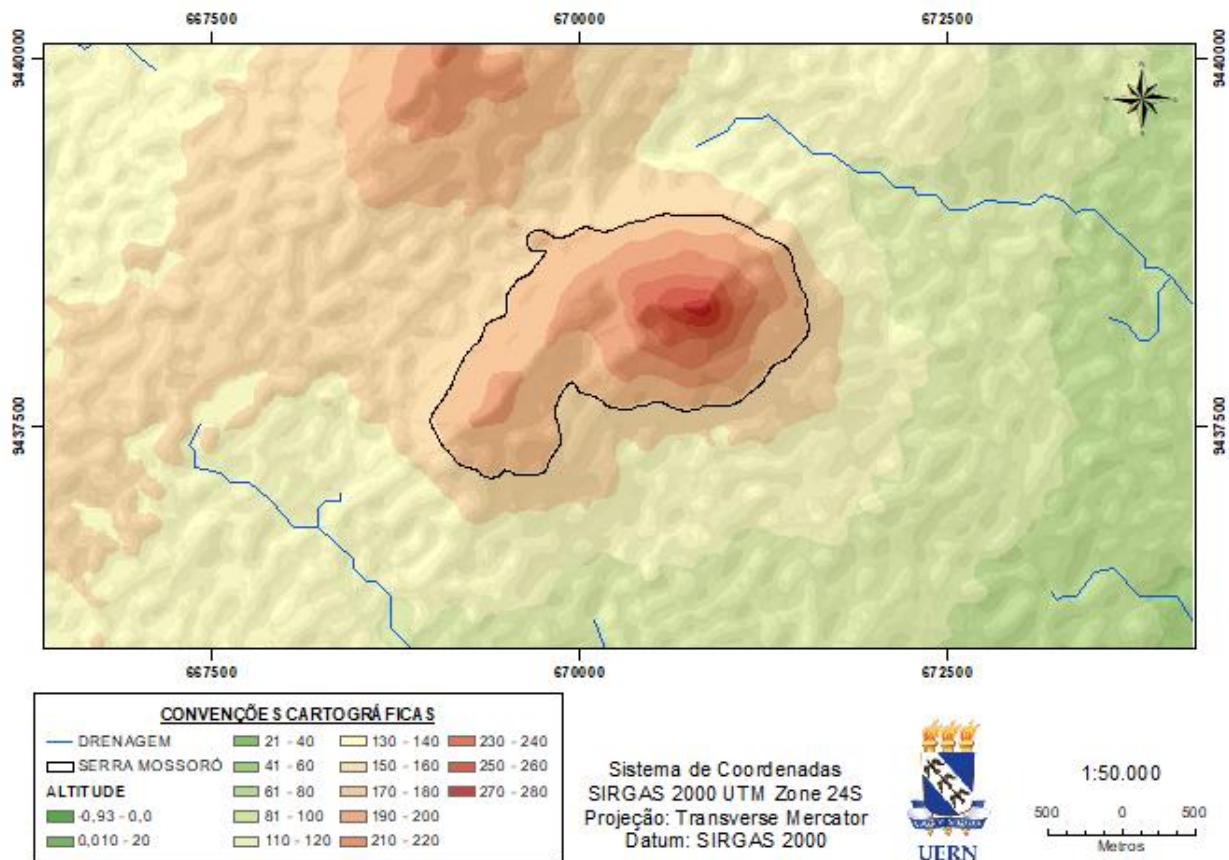 667500 670000 672500
9440000 9440000
9437500 9437500
667500 670000 672500
CONVENÇÕES CARTOGRÁFICAS
DRENAGEM
SERRA MOSSORÓ
ALTITUDE
-0,93 - 0,0
0,010 - 20
21 - 40
41 - 60
61 - 80
81 - 100
110 - 120
130 - 140
150 - 160
170 - 180
190 - 200
210 - 220
230 - 240
250 - 260
270 - 280
Sistema de Coordenadas
SIRGAS 2000 UTM Zone 24S
Projeção: Transverse Mercator
Datum: SIRGAS 2000
UERN
1:50.000
500 0 500
Metros